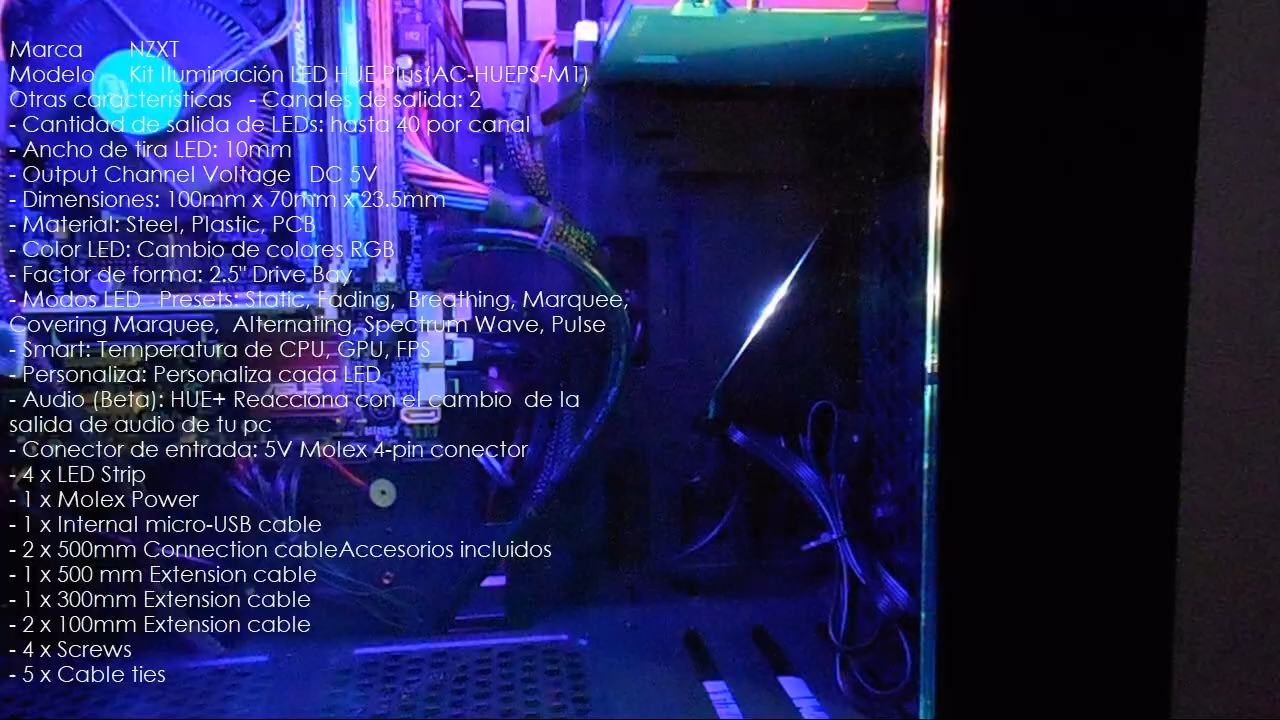 Marca NZXT
Modelo Kit Iluminación LED HUE Plus(AC-HUEPS-M1)
Otras características - Canales de salida: 2
- Cantidad de salida de LEDs: hasta 40 por canal
- Ancho de tira LED: 10mm
- Output Channel Voltage DC 5V
- Dimensiones: 100mm x 70mm x 23.5mm
- Material: Steel, Plastic, PCB
- Color LED: Cambio de colores RGB
- Factor de forma: 2.5" Drive Bay
- Modos LED Presets: Static, Fading, Breathing, Marquee,
Covering Marquee, Alternating, Spectrum Wave, Pulse
- Smart: Temperatura de CPU, GPU, FPS
- Personaliza: Personaliza cada LED
- Audio (Beta): HUE+ Reacciona con el cambio de la
salida de audio de tu pc
- Conector de entrada: 5V Molex 4-pin conector
- 4 x LED Strip
- 1 x Molex Power
- 1 x Internal micro-USB cable
- 2 x 500mm Connection cableAccesorios incluidos
- 1 x 500 mm Extension cable
- 1 x 300mm Extension cable
- 2 x 100mm Extension cable
- 4 x Screws
- 5 x Cable ties